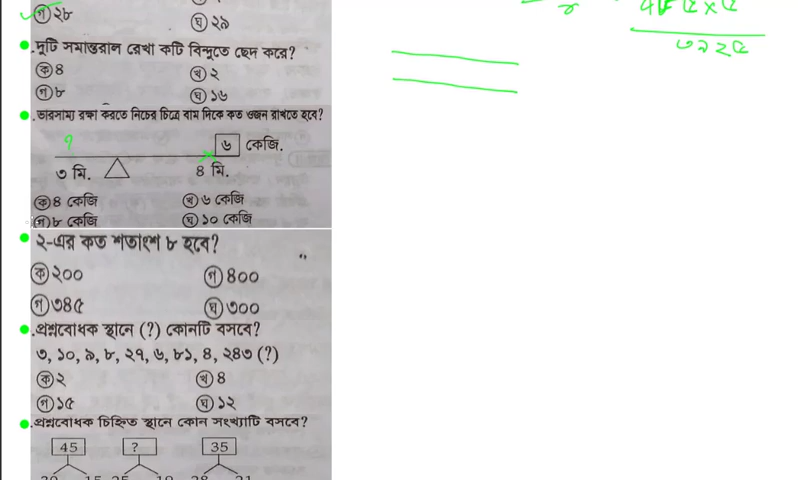 গ ২৮
ঘ ২৯
৩৯২৫
.দুটি সমান্তরাল রেখা কটি বিন্দুতে ছেদ করে?
ক ৪ খ ২
গ ৮ ঘ ১৬
.ভারসাম্য রক্ষা করতে নিচের চিত্রে বাম দিকে কত ওজন রাখতে হবে?
? ৬ কেজি.
৩ মি. ৪ মি.
ক ৪ কেজি খ ৬ কেজি
গ ৮ কেজি ঘ ১০ কেজি
২-এর কত শতাংশ ৮ হবে?
ক ২০০ গ ৪০০
গ ৩৪৫ ঘ ৩০০
.প্রশ্নবোধক স্থানে (?) কোনটি বসবে?
৩, ১০, ৯, ৮, ২৭, ৬, ৮১, ৪, ২৪৩ (?)
ক ২ খ ৪
গ ১৫ ঘ ১২
.প্রশ্নবোধক চিহ্নিত স্থানে কোন সংখ্যাটি বসবে?
45 ? 35